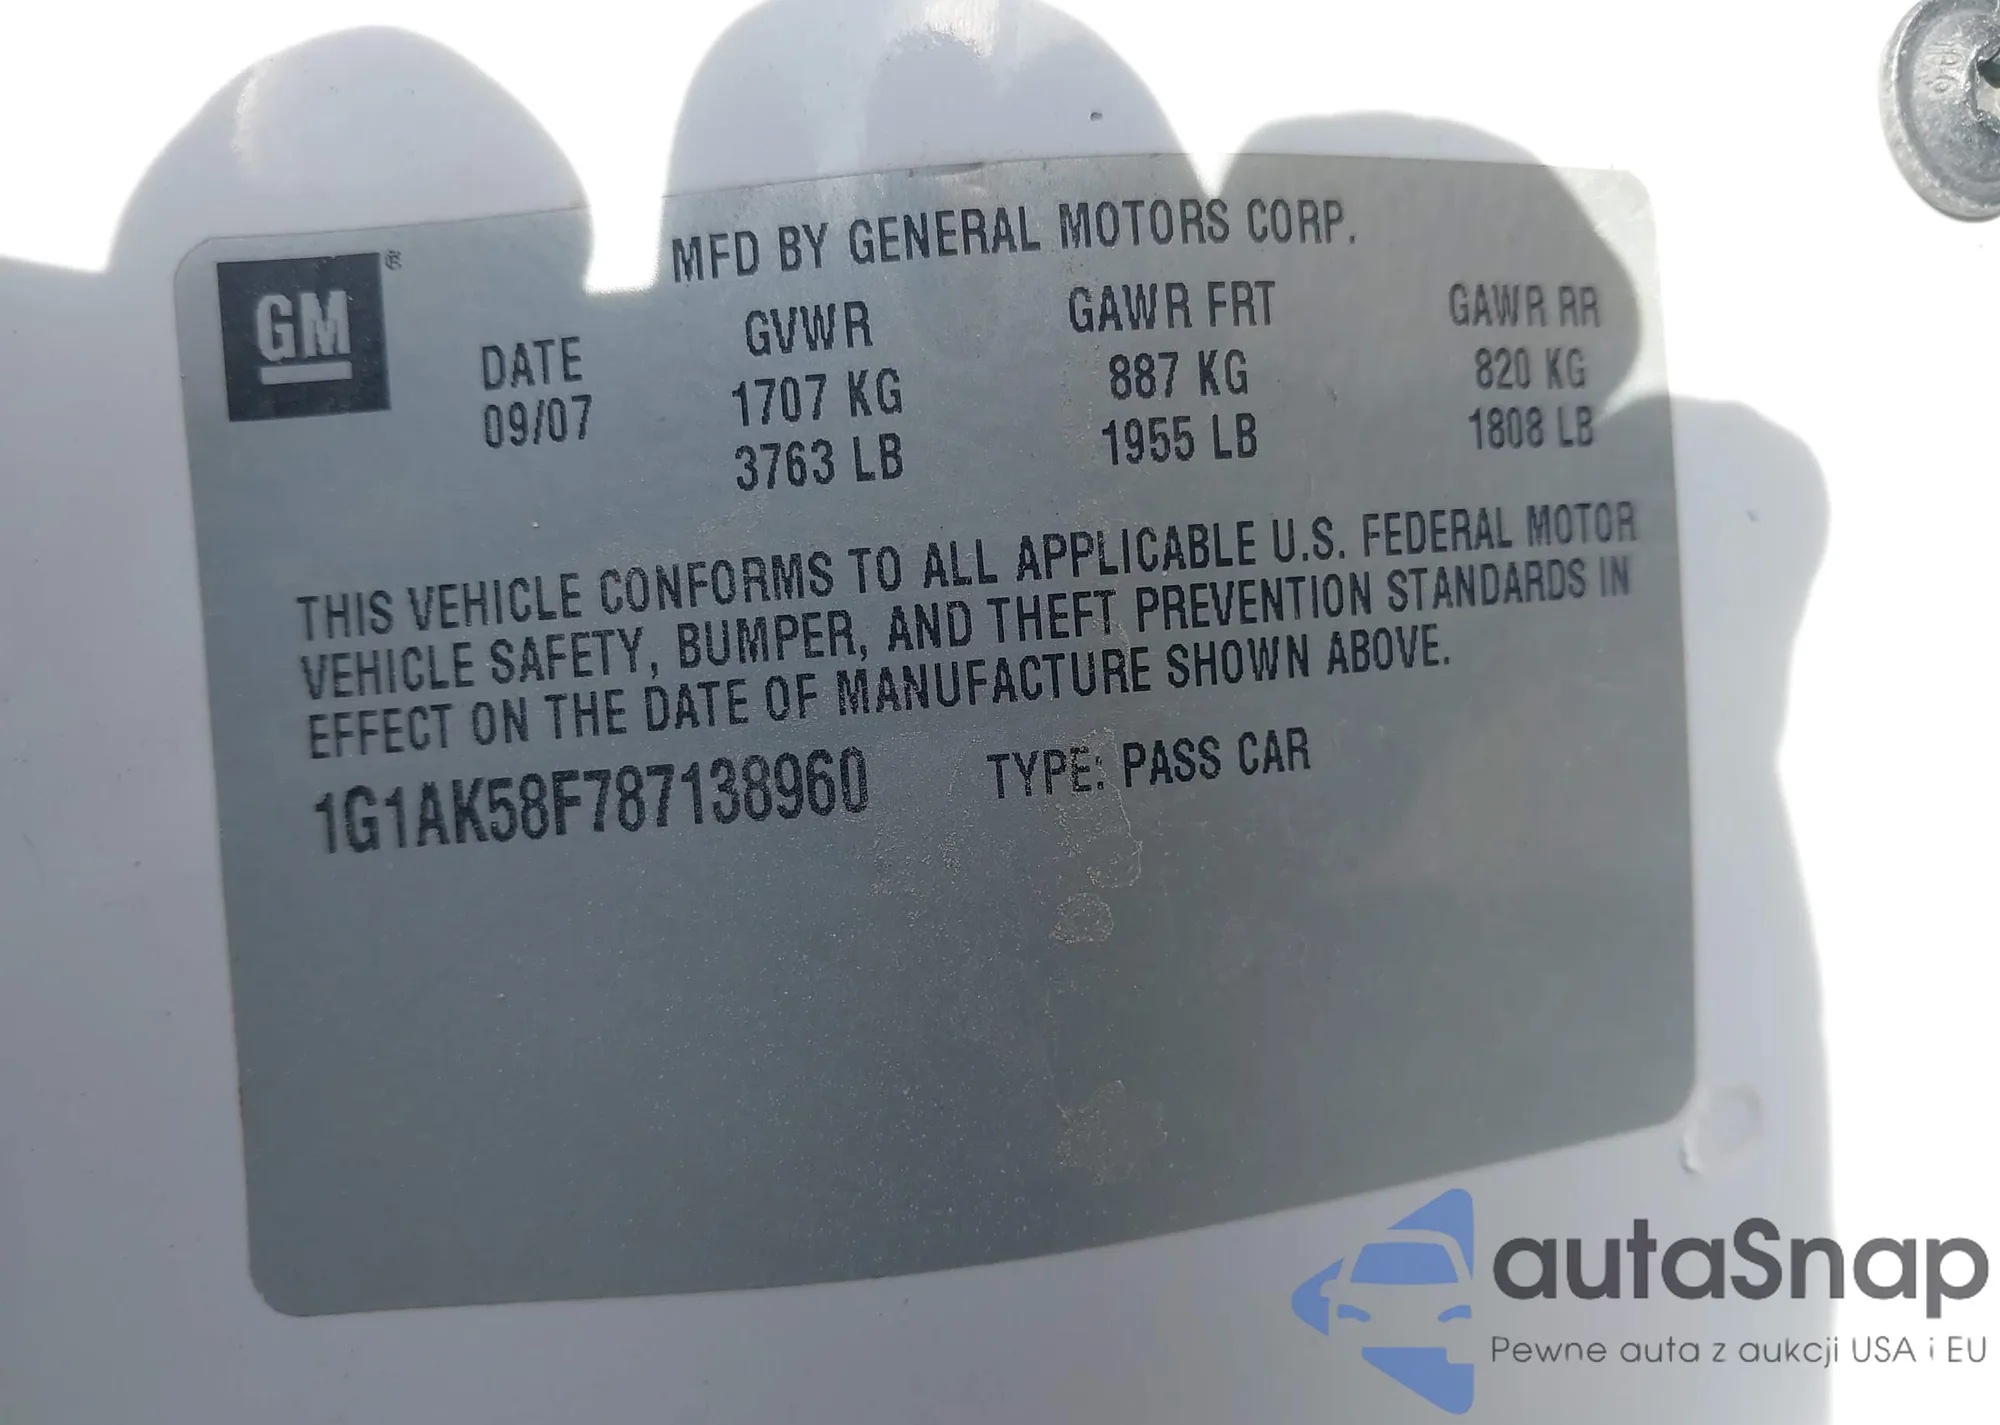 MFD BY GENERAL MOTORS CORP.
GM®
DATE GVWR GAWR FRT GAWR RR
09/07 1707 KG 887 KG 820 KG
3763 LB 1955 LB 1808 LB
THIS VEHICLE CONFORMS TO ALL APPLICABLE U.S. FEDERAL MOTOR
VEHICLE SAFETY, BUMPER, AND THEFT PREVENTION STANDARDS IN
EFFECT ON THE DATE OF MANUFACTURE SHOWN ABOVE.
1G1AK58F787138960 TYPE: PASS CAR
autaSnap
Pewne auta z aukcji USA i EU